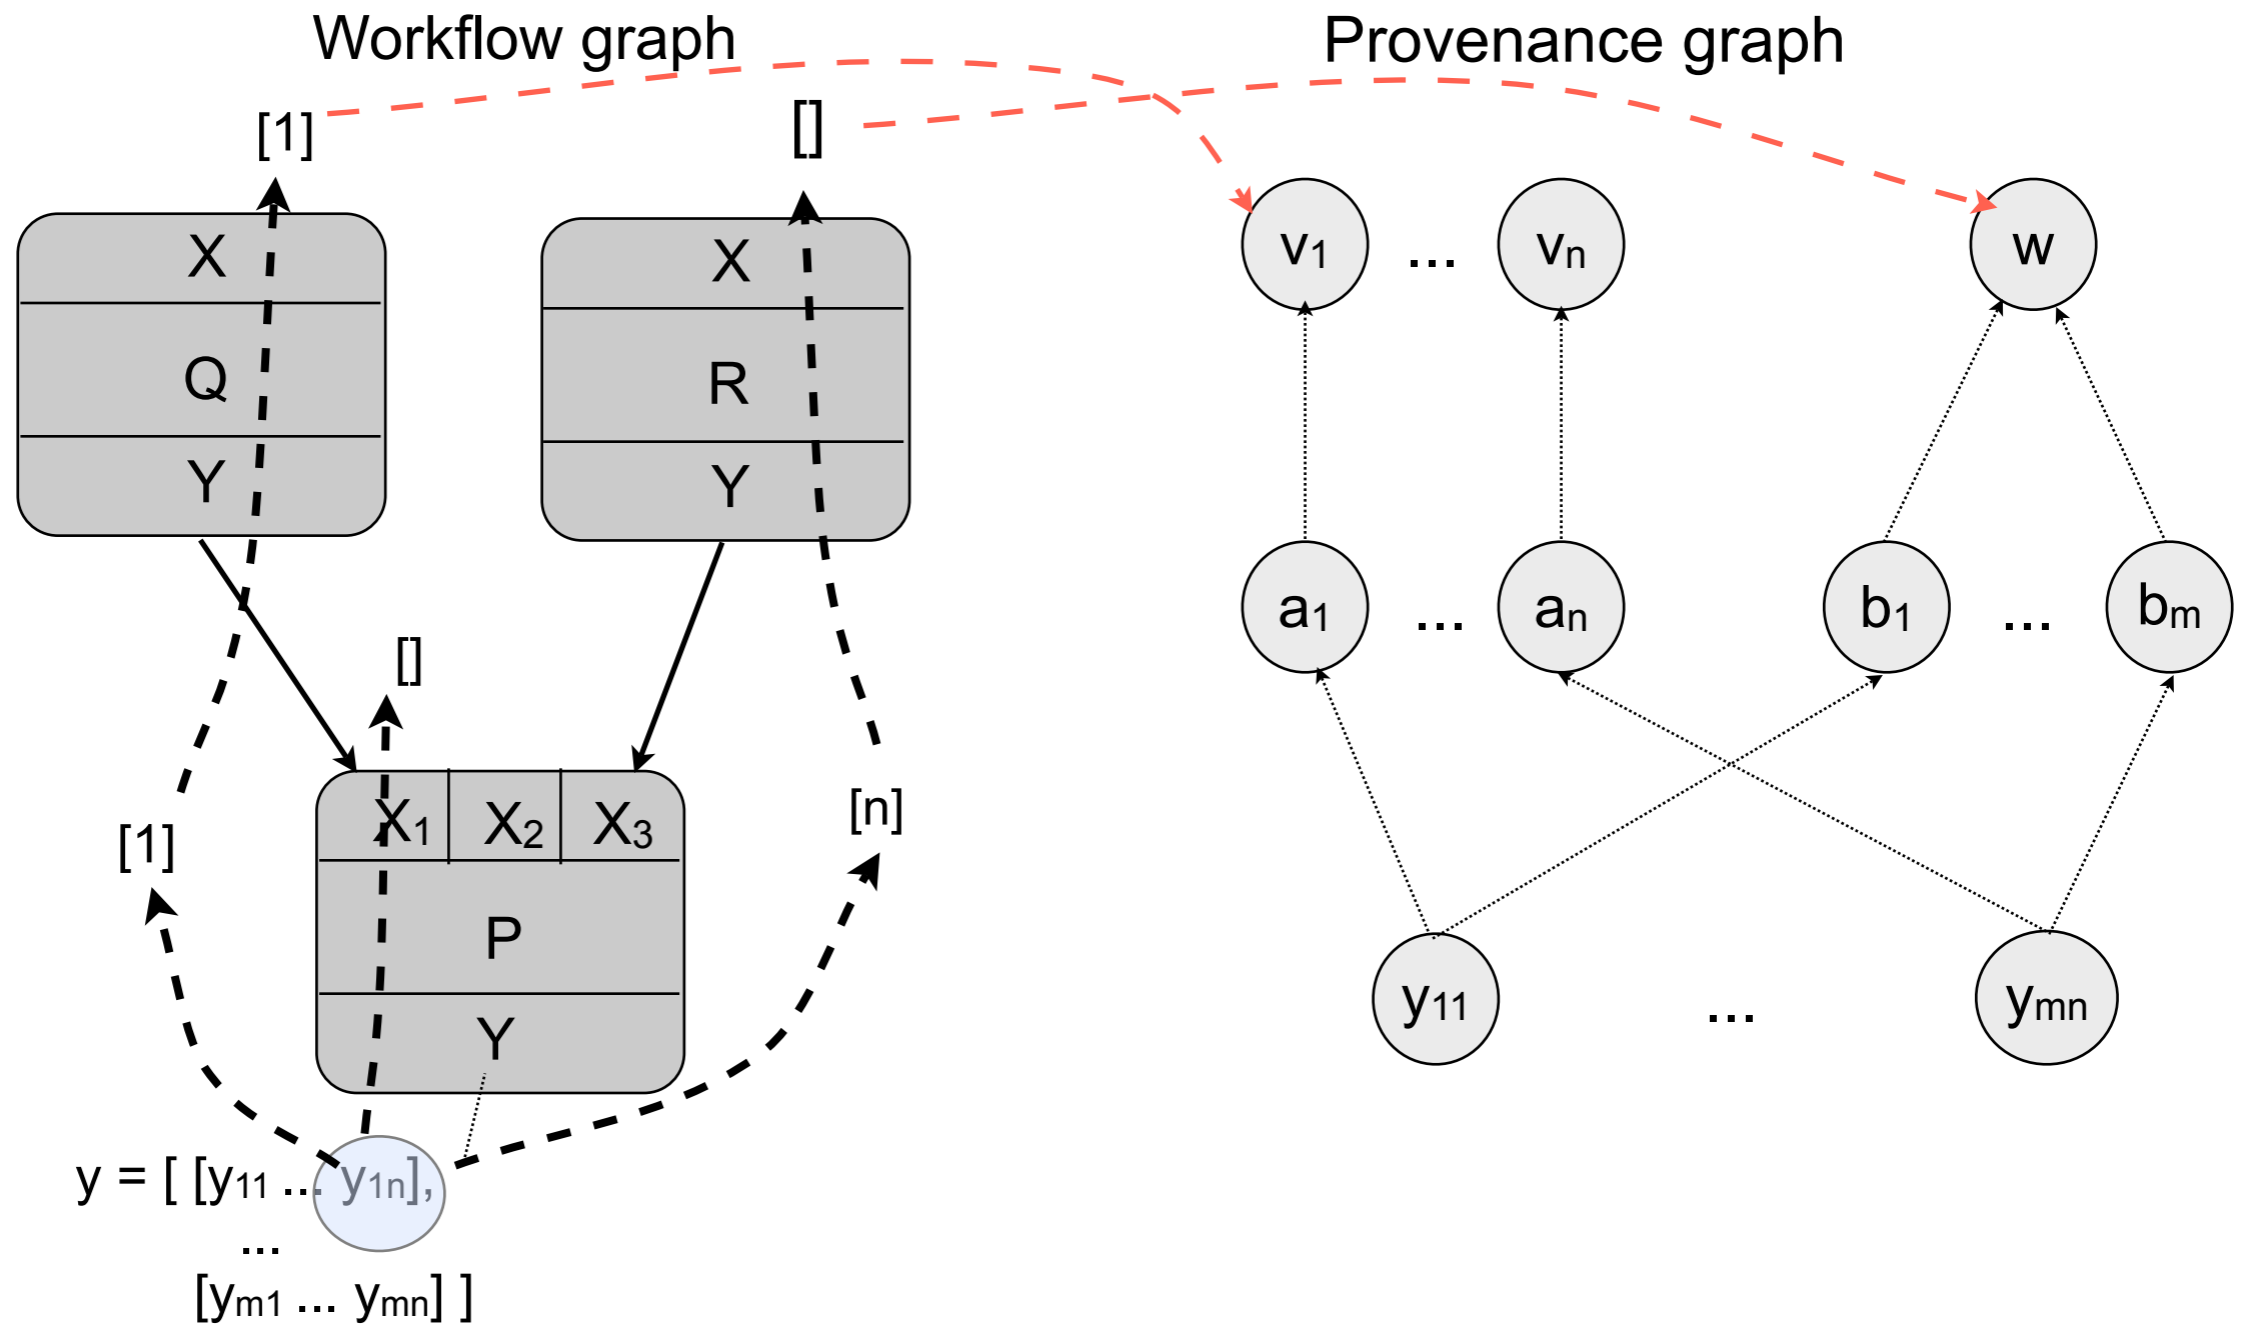 Workflow graph
Provenance graph
[1]
[]
X
Q
Y
X
R
Y
v1 ... vn
w
a1 ... an
b1 ... bm
[]
[1]
[n]
X1 X2 X3
P
Y
y11 ... ymn
y = [ [y11 ... y1n],
...
[ym1 ... ymn] ]